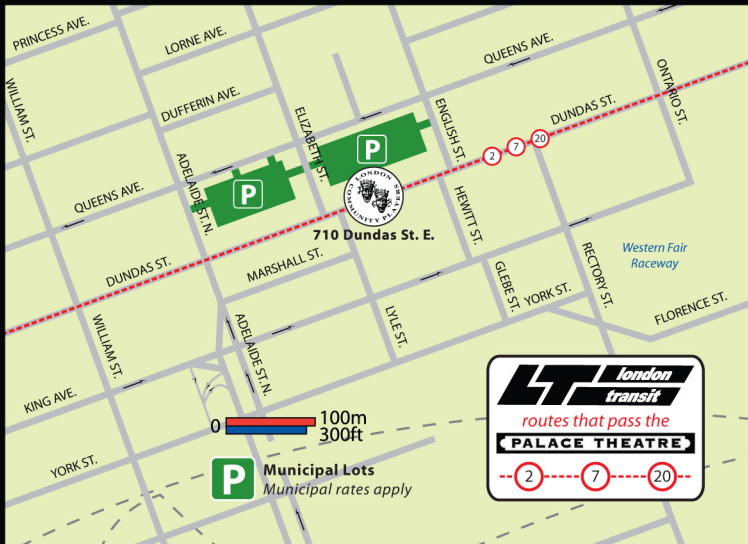 PRINCESS AVE.
LORNE AVE.
QUEENS AVE.
WILLIAM ST.
DUFFERIN AVE.
ELIZABETH ST.
ENGLISH ST.
ONTARIO ST.
DUNDAS ST.
2 7 20
P
P
ADELAIDE ST. N.
QUEENS AVE.
LONDON
COMMUNITY PLAYERS
710 Dundas St. E.
HEWITT ST.
DUNDAS ST.
MARSHALL ST.
Western Fair
Raceway
GLEBE ST.
RECTORY ST.
YORK ST.
FLORENCE ST.
WILLIAM ST.
ADELAIDE ST. N.
LYLE ST.
KING AVE.
YORK ST.
0
100m
300ft
P
Municipal Lots
Municipal rates apply
LT london
transit
routes that pass the
PALACE THEATRE
2 7 20